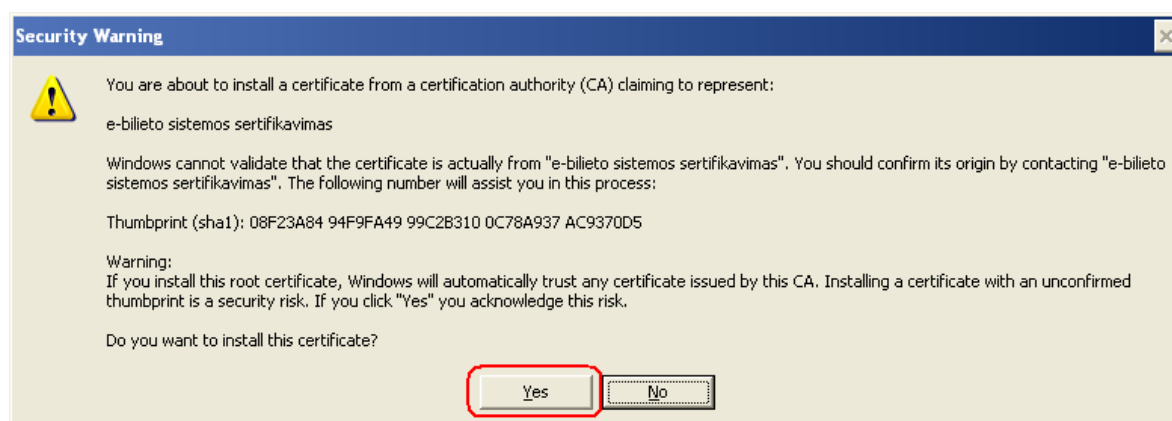 Security Warning
You are about to install a certificate from a certification authority (CA) claiming to represent:
e-bilieto sistemos sertifikavimas
Windows cannot validate that the certificate is actually from "e-bilieto sistemos sertifikavimas". You should confirm its origin by contacting "e-bilieto
sistemos sertifikavimas". The following number will assist you in this process:
Thumbprint (sha1): 08F23A84 94F9FA49 99C2B310 0C78A937 AC9370D5
Warning:
If you install this root certificate, Windows will automatically trust any certificate issued by this CA. Installing a certificate with an unconfirmed
thumbprint is a security risk. If you click "Yes" you acknowledge this risk.
Do you want to install this certificate?
Yes No